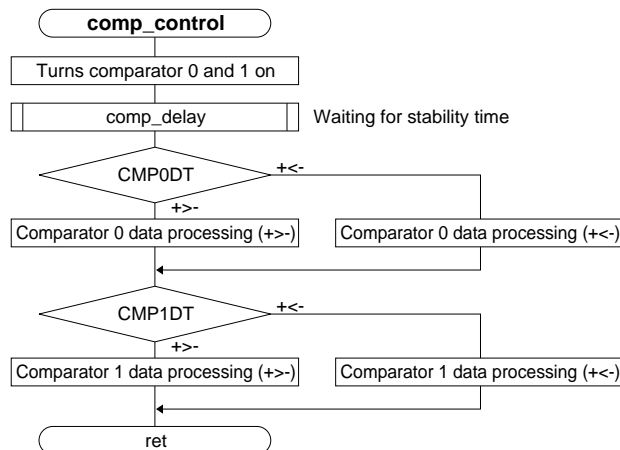 comp_control
Turns comparator 0 and 1 on
comp_delay
Waiting for stability time
CMP0DT
+<-
+>-
Comparator 0 data processing (+>-)
Comparator 0 data processing (+<-)
CMP1DT
+<-
+>-
Comparator 1 data processing (+>-)
Comparator 1 data processing (+<-)
ret